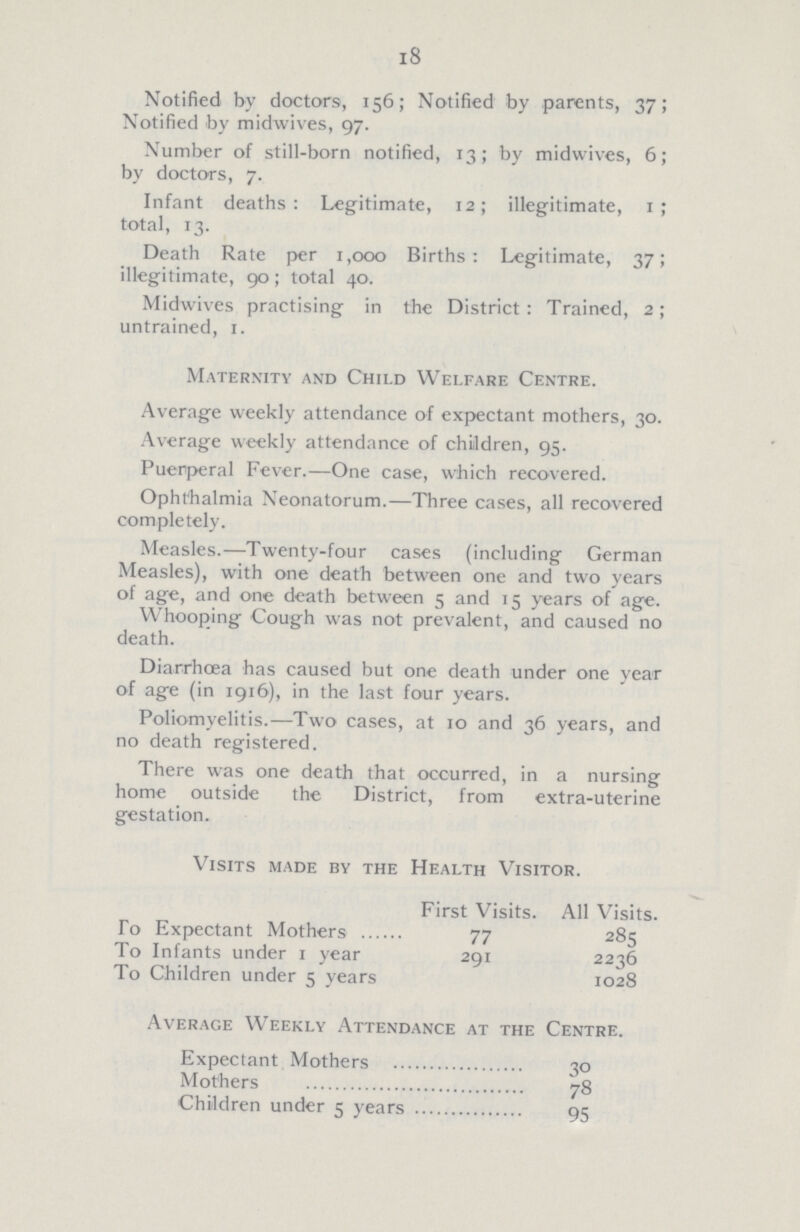 18
Notified by doctors, 156; Notified by parents, 37;
Notified by midwives, 97.
Number of still-born notified, 13; by midwives, 6;
by doctors, 7.
Infant deaths: Legitimate, 12; illegitimate, 1;
total, 13.
Death Rate per 1,000 Births: Legitimate, 37;
illegitimate, 90; total 40.
Midwives practising in the District: Trained, 2;
untrained, 1.
Maternity and Child Welfare Centre.
Average weekly attendance of expectant mothers, 30.
Average weekly attendance of children, 95.
Puerperal Fever.—One case, which recovered.
Ophthalmia Neonatorum.—Three cases, all recovered
completely.
Measles.—Twenty-four cases (including German
Measles), with one death between one and two years
of age, and one death between 5 and 15 years of age.
Whooping Cough was not prevalent, and caused no
death.
Diarrhœa has caused but one death under one year
of age (in 1916), in the last four years.
Poliomyelitis.—Two cases, at 10 and 36 years, and
no death registered.
There was one death that occurred, in a nursing
home outside the District, from extra-uterine
gestation.
Visits made by the Health Visitor.
First Visits. All Visits.
To Expectant Mothers ...... 77 285
To Infants under 1 year 291 2236
To Children under 5 years 1028
Average Weekly Attendance at the Centre.
Expectant Mothers .................. 30
Mothers .............................. 78
Children under 5 years ............... 95